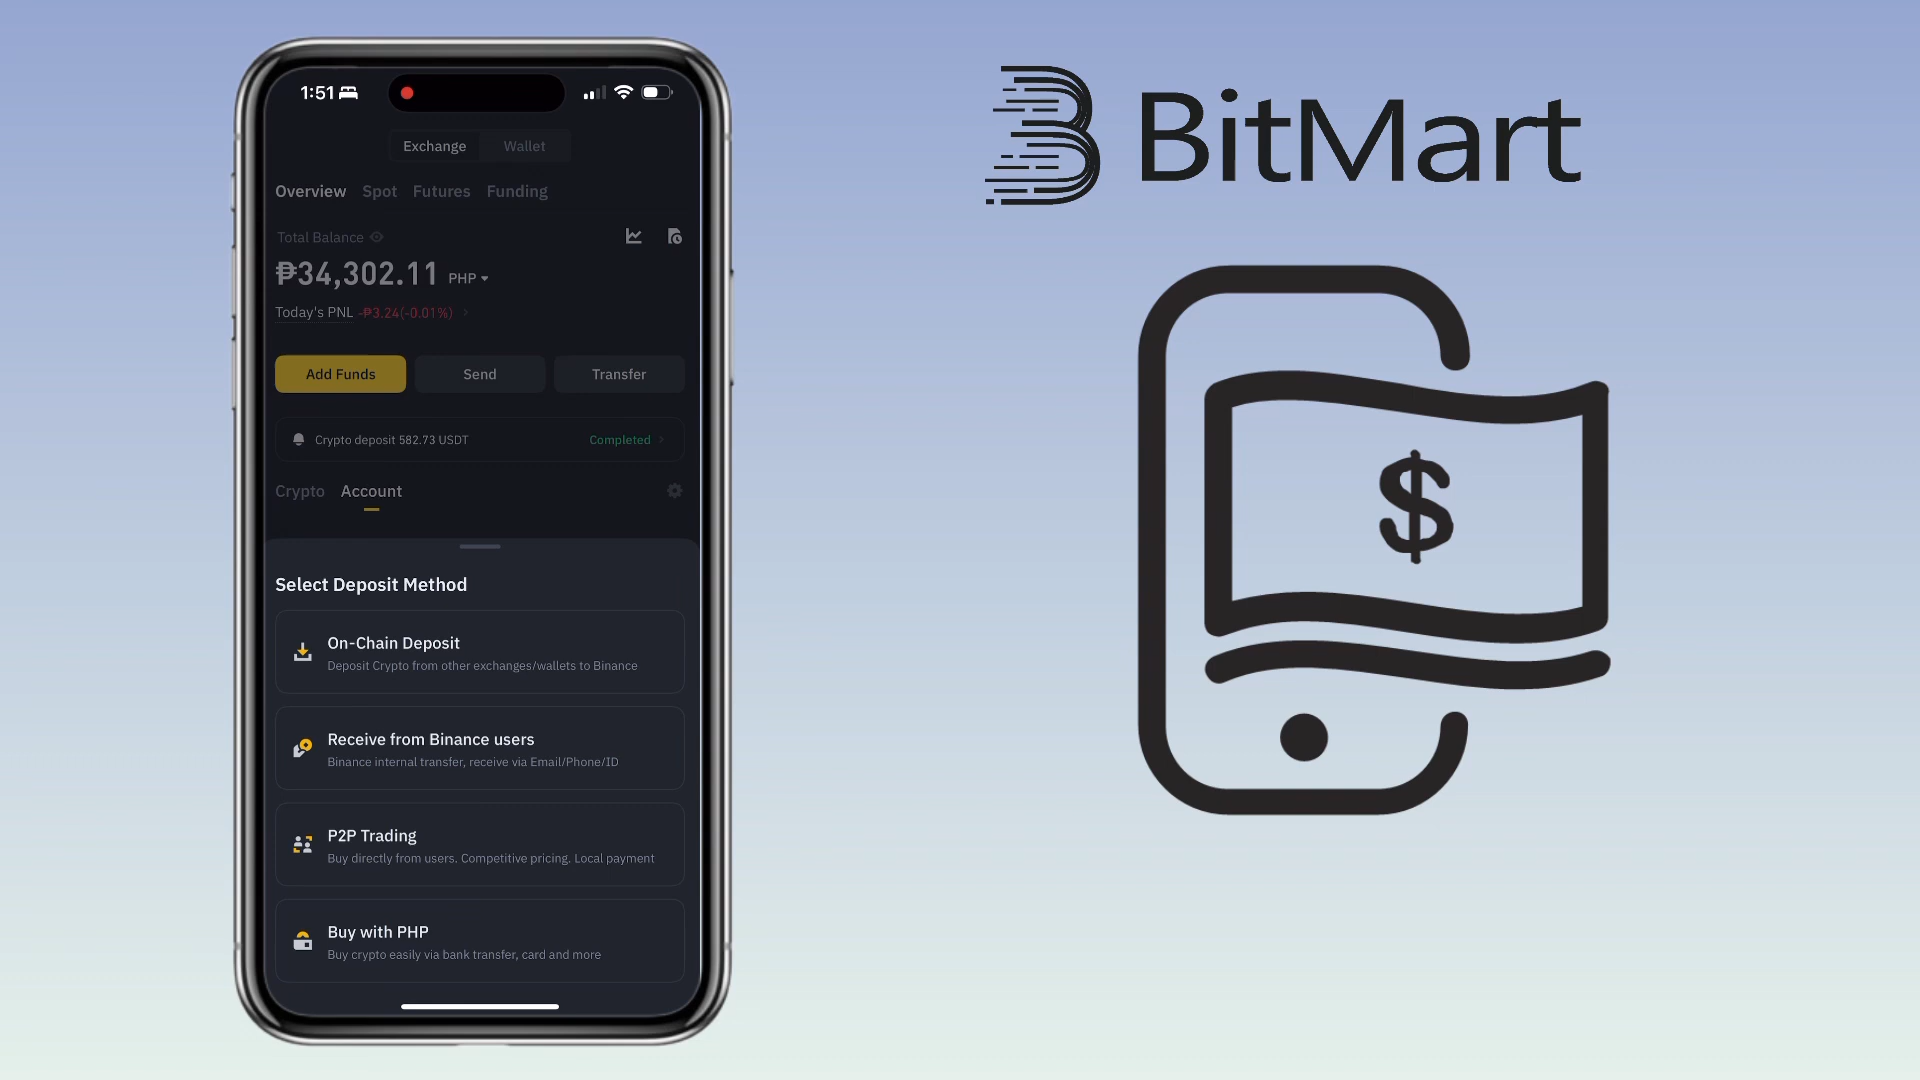 1:51
Exchange Wallet
Overview Spot Futures Funding
Total Balance
₱34,302.11 PHP
Today's PNL -₱3.24(-0.01%)
Add Funds Send Transfer
Crypto deposit 582.73 USDT Completed
Crypto Account
Select Deposit Method
On-Chain Deposit
Deposit Crypto from other exchanges/wallets to Binance
Receive from Binance users
Binance internal transfer, receive via Email/Phone/ID
P2P Trading
Buy directly from users. Competitive pricing. Local payment
Buy with PHP
Buy crypto easily via bank transfer, card and more
BitMart
$